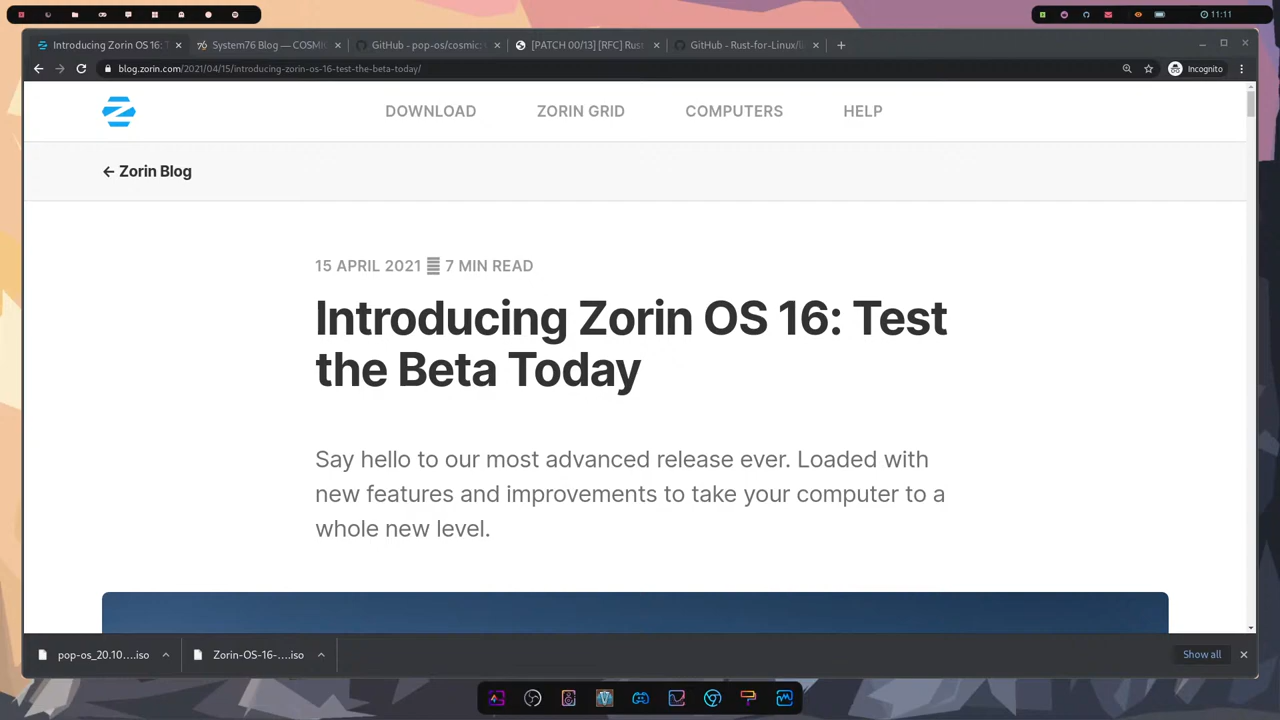 11:11
Introducing Zorin OS 16: T
System76 Blog — COSMI
GitHub - pop-os/cosmic:
[PATCH 00/13] [RFC] Rus
GitHub - Rust-for-Linux/li
blog.zorin.com/2021/04/15/introducing-zorin-os-16-test-the-beta-today/
Incognito
DOWNLOAD
ZORIN GRID
COMPUTERS
HELP
← Zorin Blog
15 APRIL 2021
7 MIN READ
Introducing Zorin OS 16: Test
the Beta Today
Say hello to our most advanced release ever. Loaded with
new features and improvements to take your computer to a
whole new level.
pop-os_20.10....iso
Zorin-OS-16-....iso
Show all